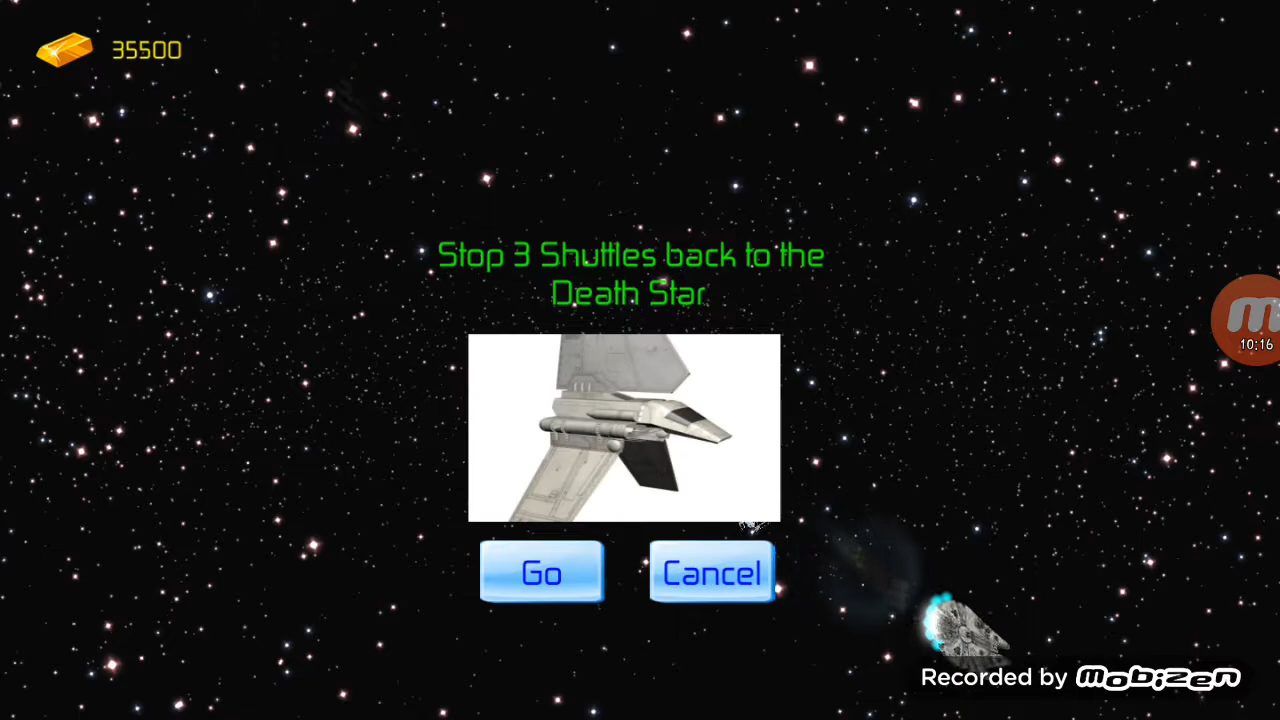 35500
Stop 3 Shuttles back to the
Death Star
10:16
Go
Cancel
Recorded by mobizen